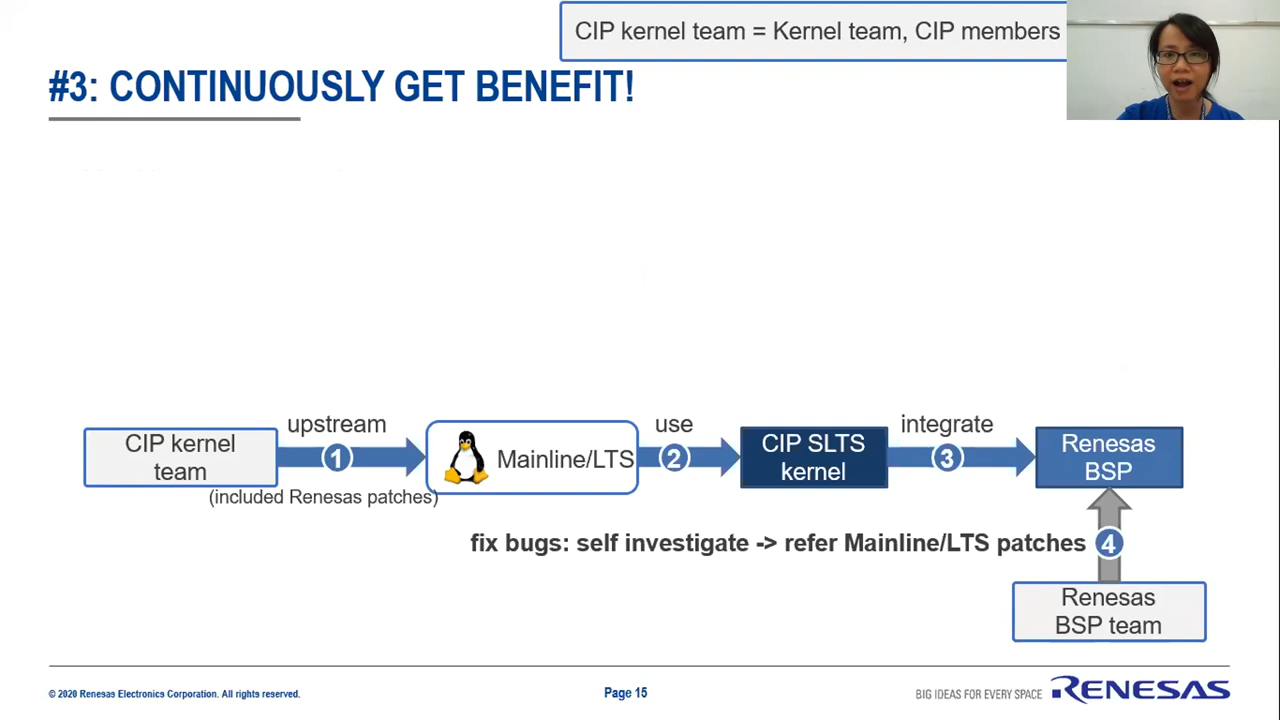 CIP kernel team = Kernel team, CIP members
#3: CONTINUOUSLY GET BENEFIT!
upstream
use
integrate
CIP kernel
team
1
Mainline/LTS
2
CIP SLTS
kernel
3
Renesas
BSP
(included Renesas patches)
fix bugs: self investigate -> refer Mainline/LTS patches
4
Renesas
BSP team
© 2020 Renesas Electronics Corporation. All rights reserved.
Page 15
BIG IDEAS FOR EVERY SPACE
RENESAS